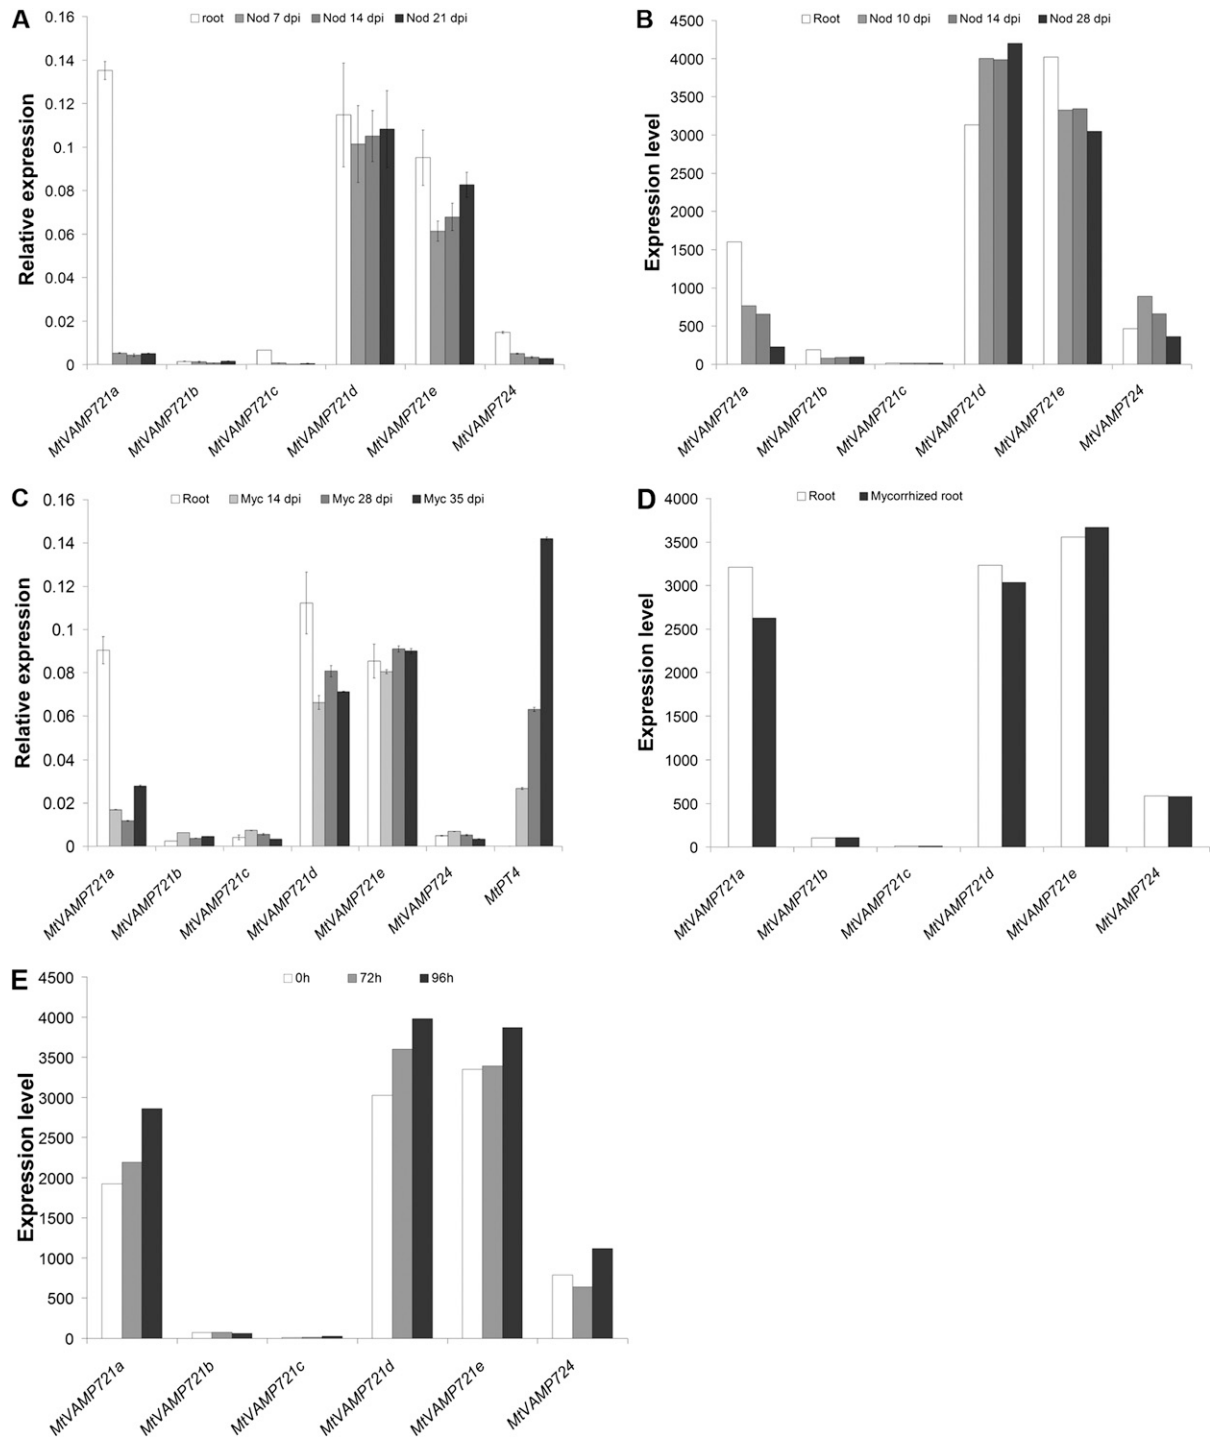 A
root Nod 7 dpi Nod 14 dpi Nod 21 dpi
Relative expression
0.16
0.14
0.12
0.1
0.08
0.06
0.04
0.02
0
MtVAMP721a
MtVAMP721b
MtVAMP721c
MtVAMP721d
MtVAMP721e
MtVAMP724
B
Root Nod 10 dpi Nod 14 dpi Nod 28 dpi
Expression level
4500
4000
3500
3000
2500
2000
1500
1000
500
0
MtVAMP721a
MtVAMP721b
MtVAMP721c
MtVAMP721d
MtVAMP721e
MtVAMP724
C
Root Myc 14 dpi Myc 28 dpi Myc 35 dpi
Relative expression
0.16
0.14
0.12
0.1
0.08
0.06
0.04
0.02
0
MtVAMP721a
MtVAMP721b
MtVAMP721c
MtVAMP721d
MtVAMP721e
MtVAMP724
MtPT4
D
Root Mycorrhized root
Expression level
4000
3500
3000
2500
2000
1500
1000
500
0
MtVAMP721a
MtVAMP721b
MtVAMP721c
MtVAMP721d
MtVAMP721e
MtVAMP724
E
0h 72h 96h
Expression level
4500
4000
3500
3000
2500
2000
1500
1000
500
0
MtVAMP721a
MtVAMP721b
MtVAMP721c
MtVAMP721d
MtVAMP721e
MtVAMP724